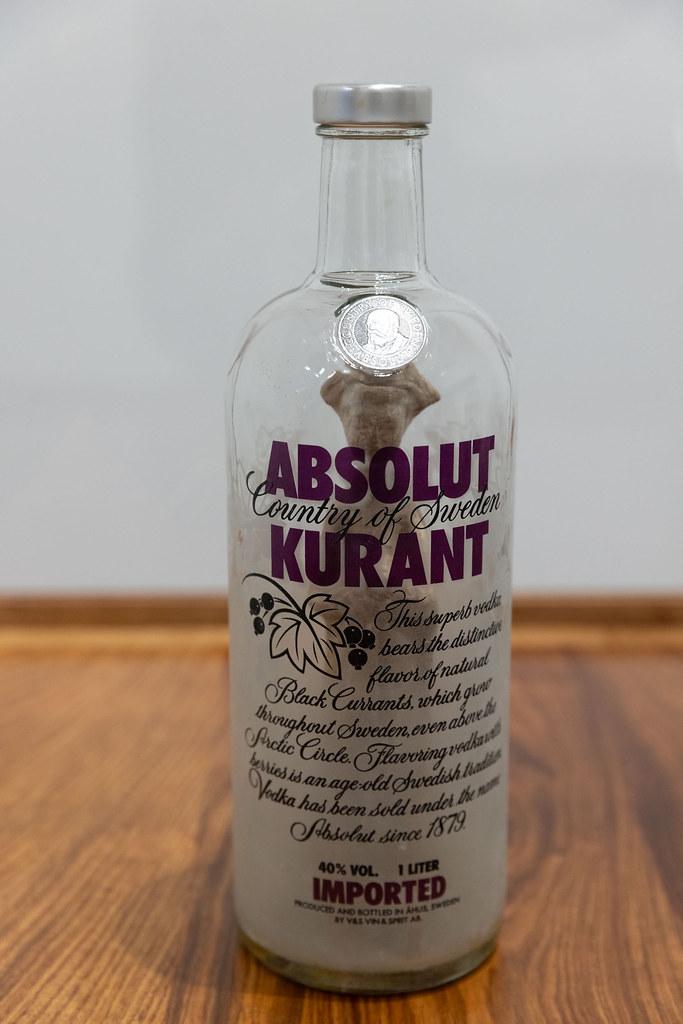 ABSOLUT
Country of Sweden
KURANT
This superb vodka
bears the distinctive
flavor of natural
Black Currants, which grow
throughout Sweden, even above the
Arctic Circle. Flavoring vodka with
berries is an age-old Swedish tradition.
Vodka has been sold under the name
Absolut since 1879.
40% VOL. 1 LITER
IMPORTED
PRODUCED AND BOTTLED IN ÅHUS, SWEDEN
BY V&S VIN & SPRIT AB.